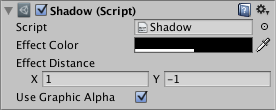 Shadow (Script)
Script Shadow
Effect Color
Effect Distance
X 1 Y -1
Use Graphic Alpha